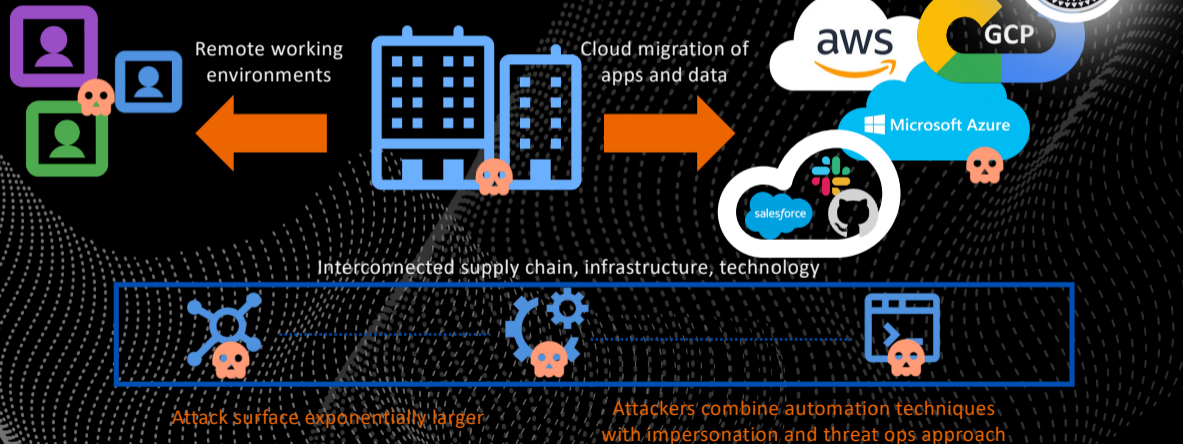 Remote working
environments
Cloud migration of
apps and data
aws
GCP
Microsoft Azure
salesforce
Interconnected supply chain, infrastructure, technology
Attack surface exponentially larger
Attackers combine automation techniques
with impersonation and threat ops approach